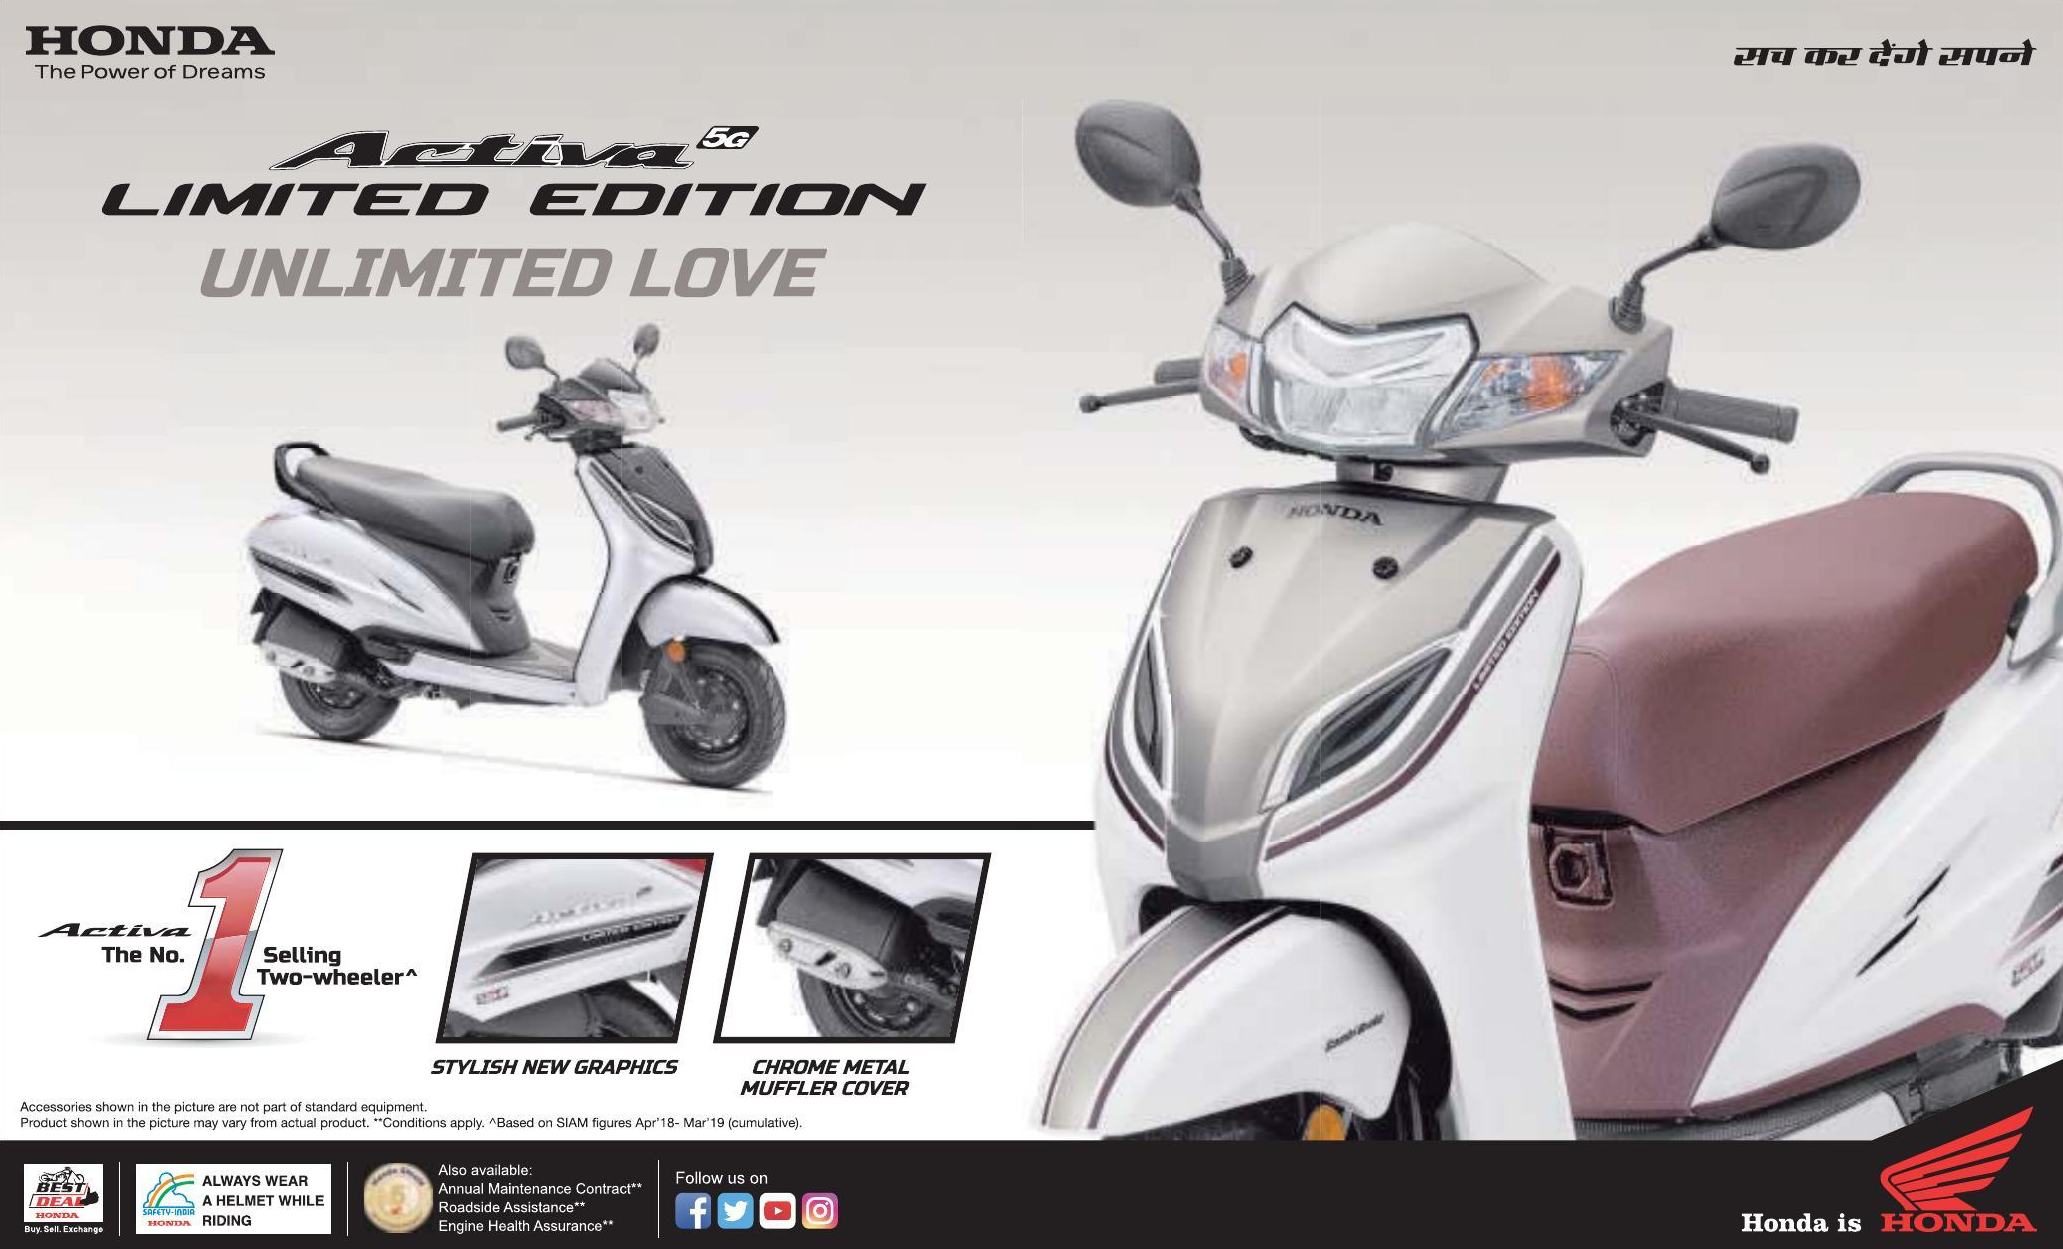 HONDA
The Power of Dreams
सच कर देंगे सपने
Activa 5G
LIMITED EDITION
UNLIMITED LOVE
HONDA
LIMITED EDITION
Activa
The No. 1 Selling
Two-wheeler^
LIMITED EDITION
STYLISH NEW GRAPHICS
CHROME METAL
MUFFLER COVER
Accessories shown in the picture are not part of standard equipment.
Product shown in the picture may vary from actual product. **Conditions apply. ^Based on SIAM figures Apr'18- Mar'19 (cumulative).
BEST
DEAL
HONDA
Buy. Sell. Exchange
SAFETY-INDIA
HONDA
ALWAYS WEAR
A HELMET WHILE
RIDING
6
Also available:
Annual Maintenance Contract**
Roadside Assistance**
Engine Health Assurance**
Follow us on
Honda is HONDA